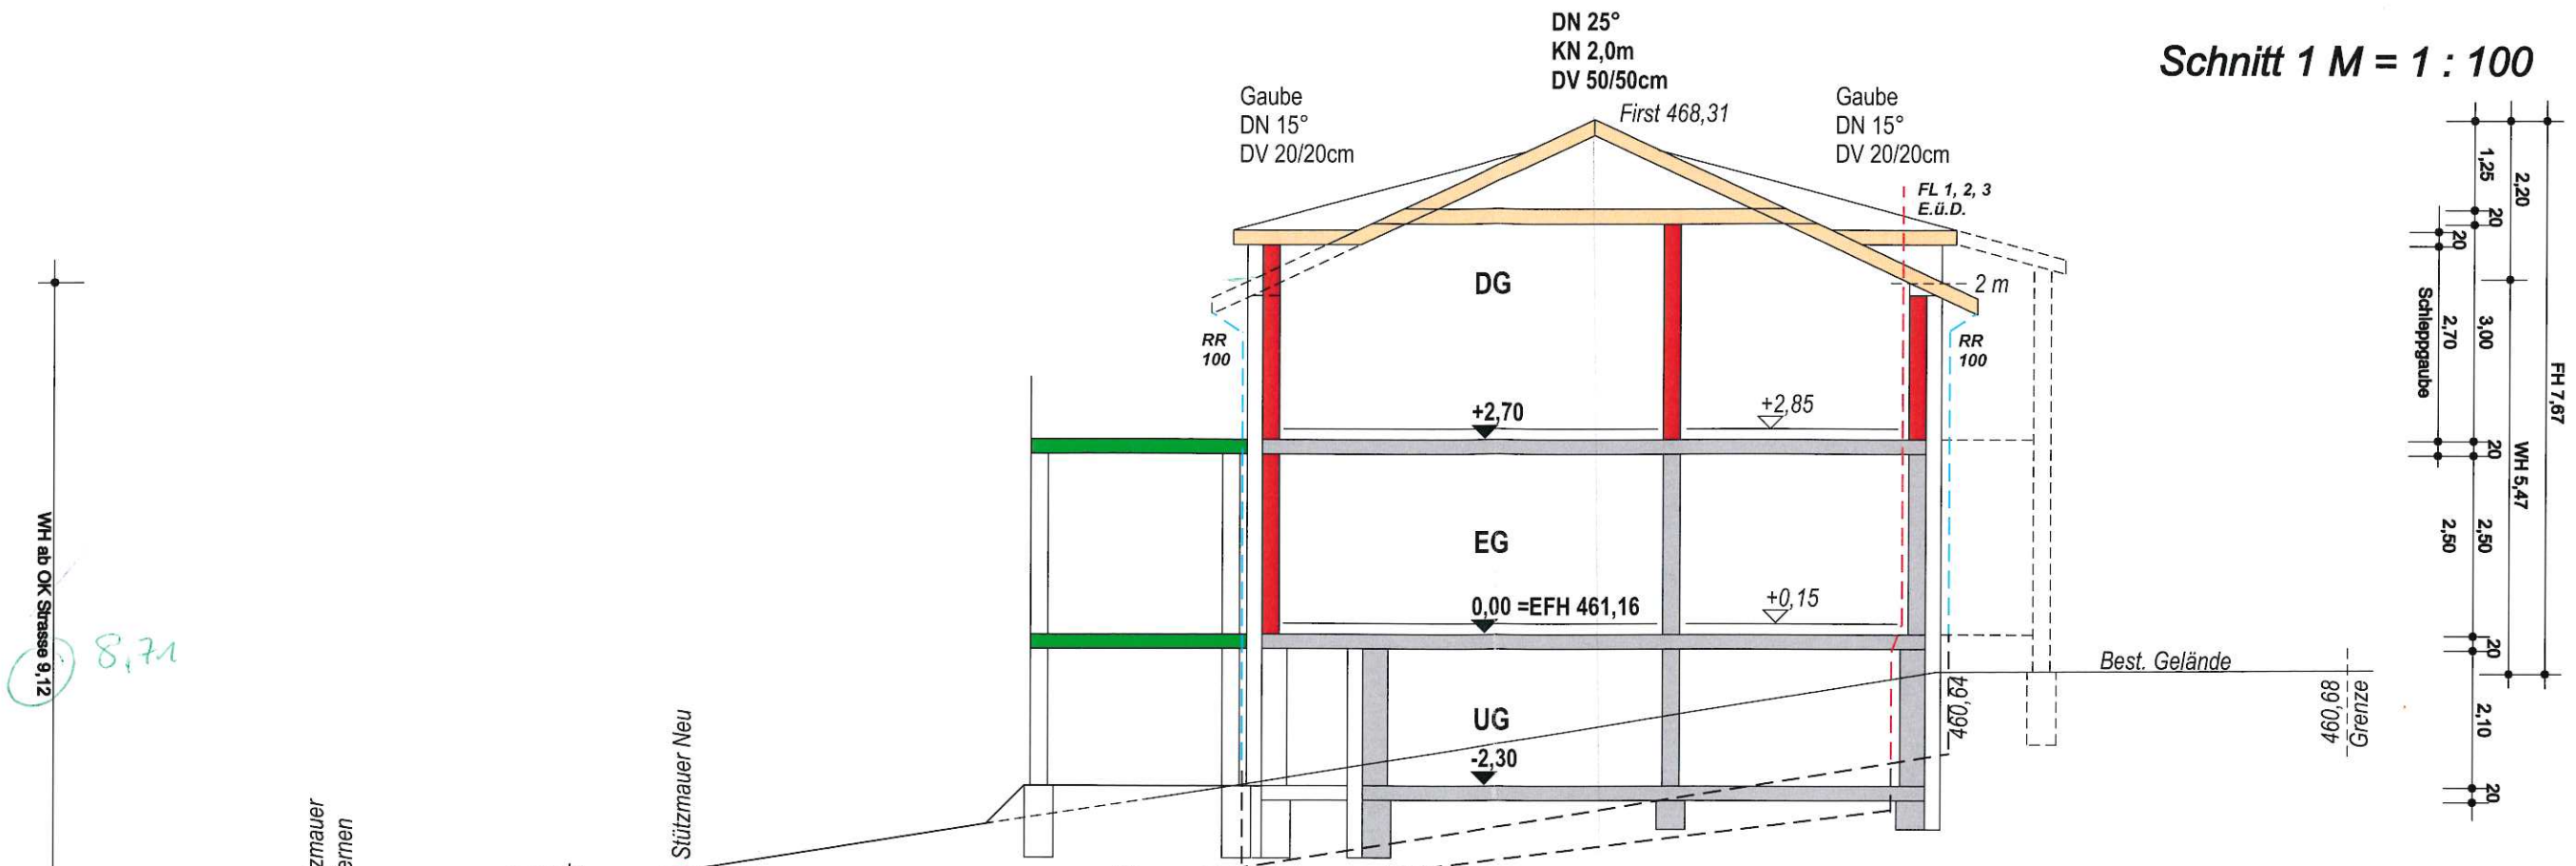 DN 25°
KN 2,0m
DV 50/50cm
Schnitt 1 M = 1 : 100
Gaube
DN 15°
DV 20/20cm
First 468,31
Gaube
DN 15°
DV 20/20cm
FL 1, 2, 3
E.ü.D.
DG
2 m
RR
100
RR
100
+2,70
+2,85
EG
0,00 =EFH 461,16
+0,15
UG
-2,30
Best. Gelände
460,64
460,68
Grenze
WH ab OK Strasse 9,12
8,71
Stützmauer Neu
zmauer
ernen
20
2,70
Schleppgaube
2,50
1,25
20
3,00
20
2,50
20
2,10
20
2,20
WH 5,47
FH 7,67